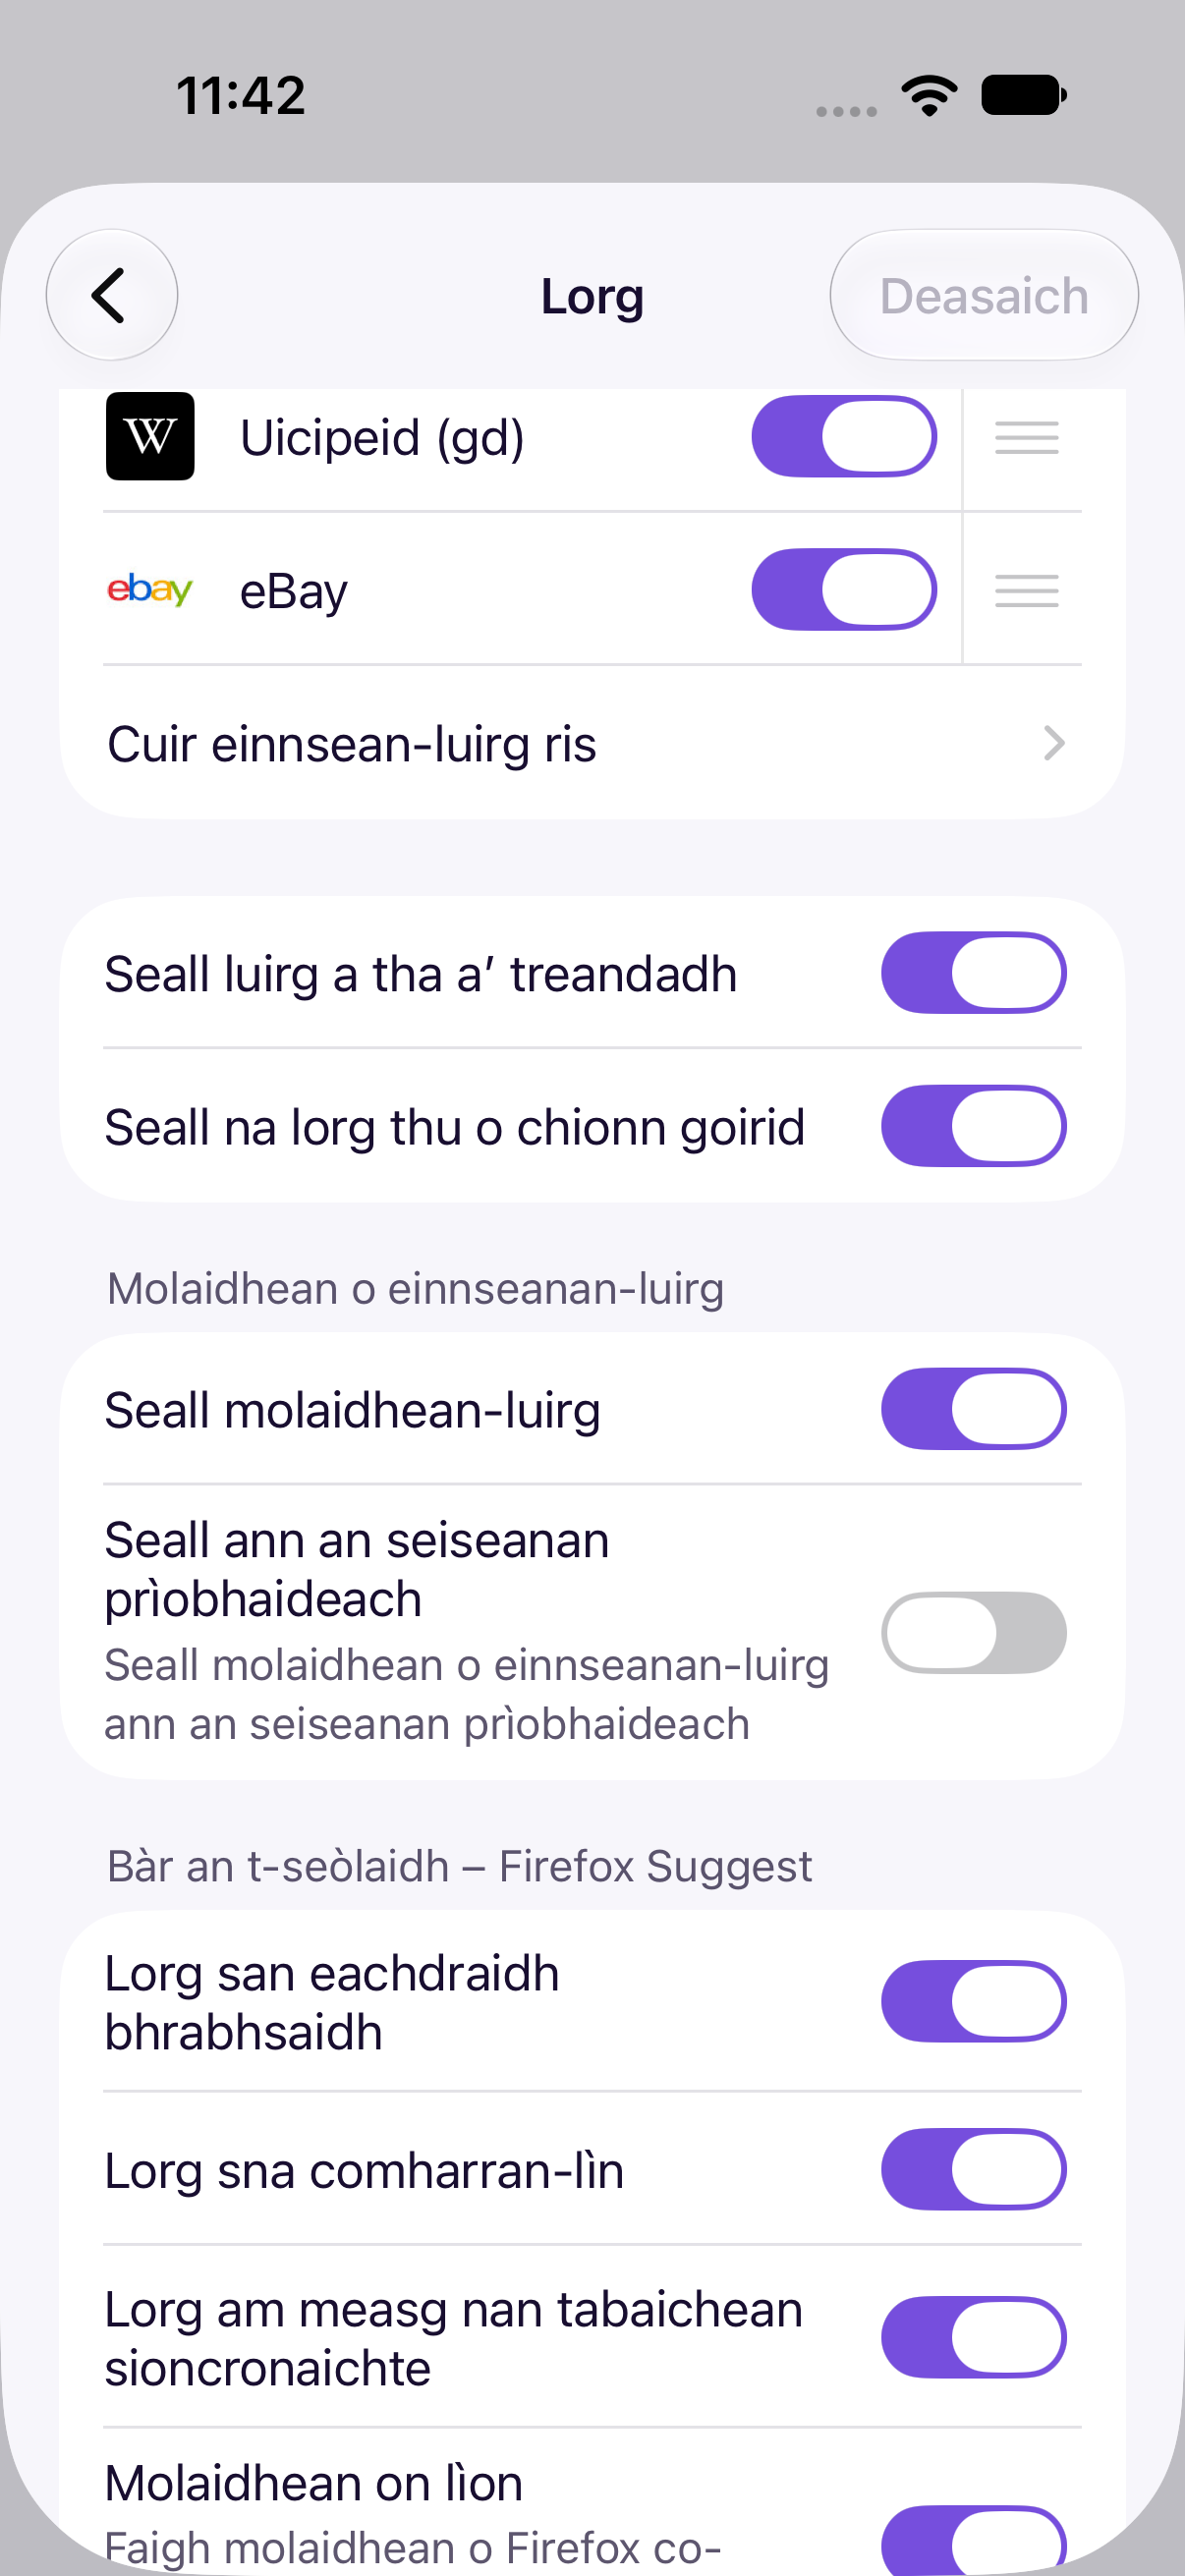 11:42
Lorg
Deasaich
W
Uicipeid (gd)
ebay
eBay
Cuir einnsean-luirg ris
Seall luirg a tha a’ treandadh
Seall na lorg thu o chionn goirid
Molaidhean o einnseanan-luirg
Seall molaidhean-luirg
Seall ann an seiseanan
prìobhaideach
Seall molaidhean o einnseanan-luirg
ann an seiseanan prìobhaideach
Bàr an t-seòlaidh – Firefox Suggest
Lorg san eachdraidh
bhrabhsaidh
Lorg sna comharran-lìn
Lorg am measg nan tabaichean
sioncronaichte
Molaidhean on lìon
Faigh molaidhean o Firefox co-